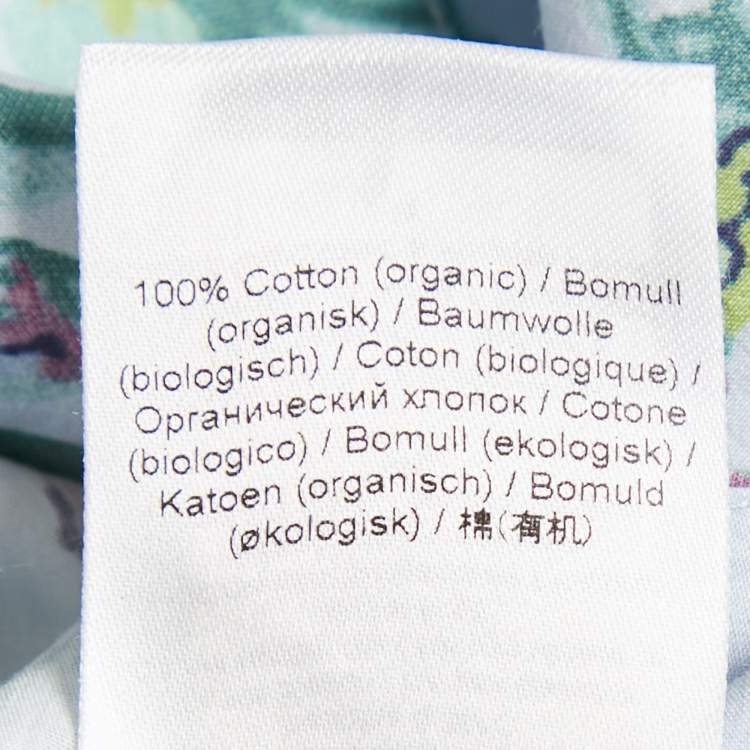 100% Cotton (organic) / Bomull
(organisk) / Baumwolle
(biologisch) / Coton (biologique) /
Органический хлопок / Cotone
(biologico) / Bomull (ekologisk) /
Katoen (organisch) / Bomuld
(økologisk) / 棉(有机)